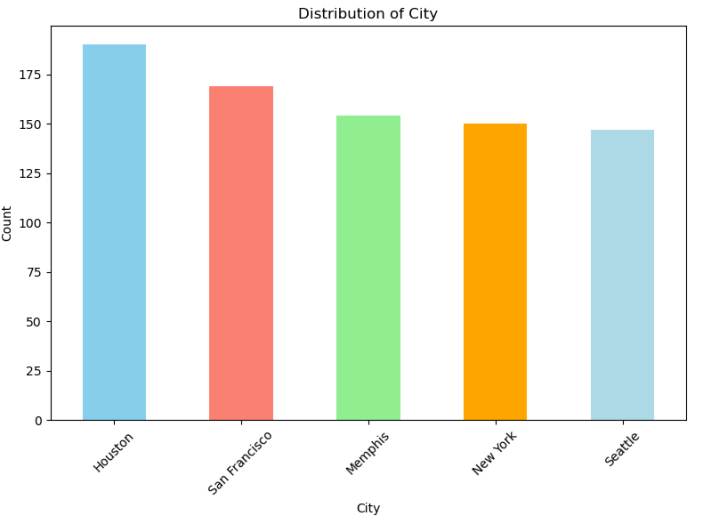 Distribution of City
Count
175
150
125
100
75
50
25
0
Houston
San Francisco
Memphis
New York
Seattle
City